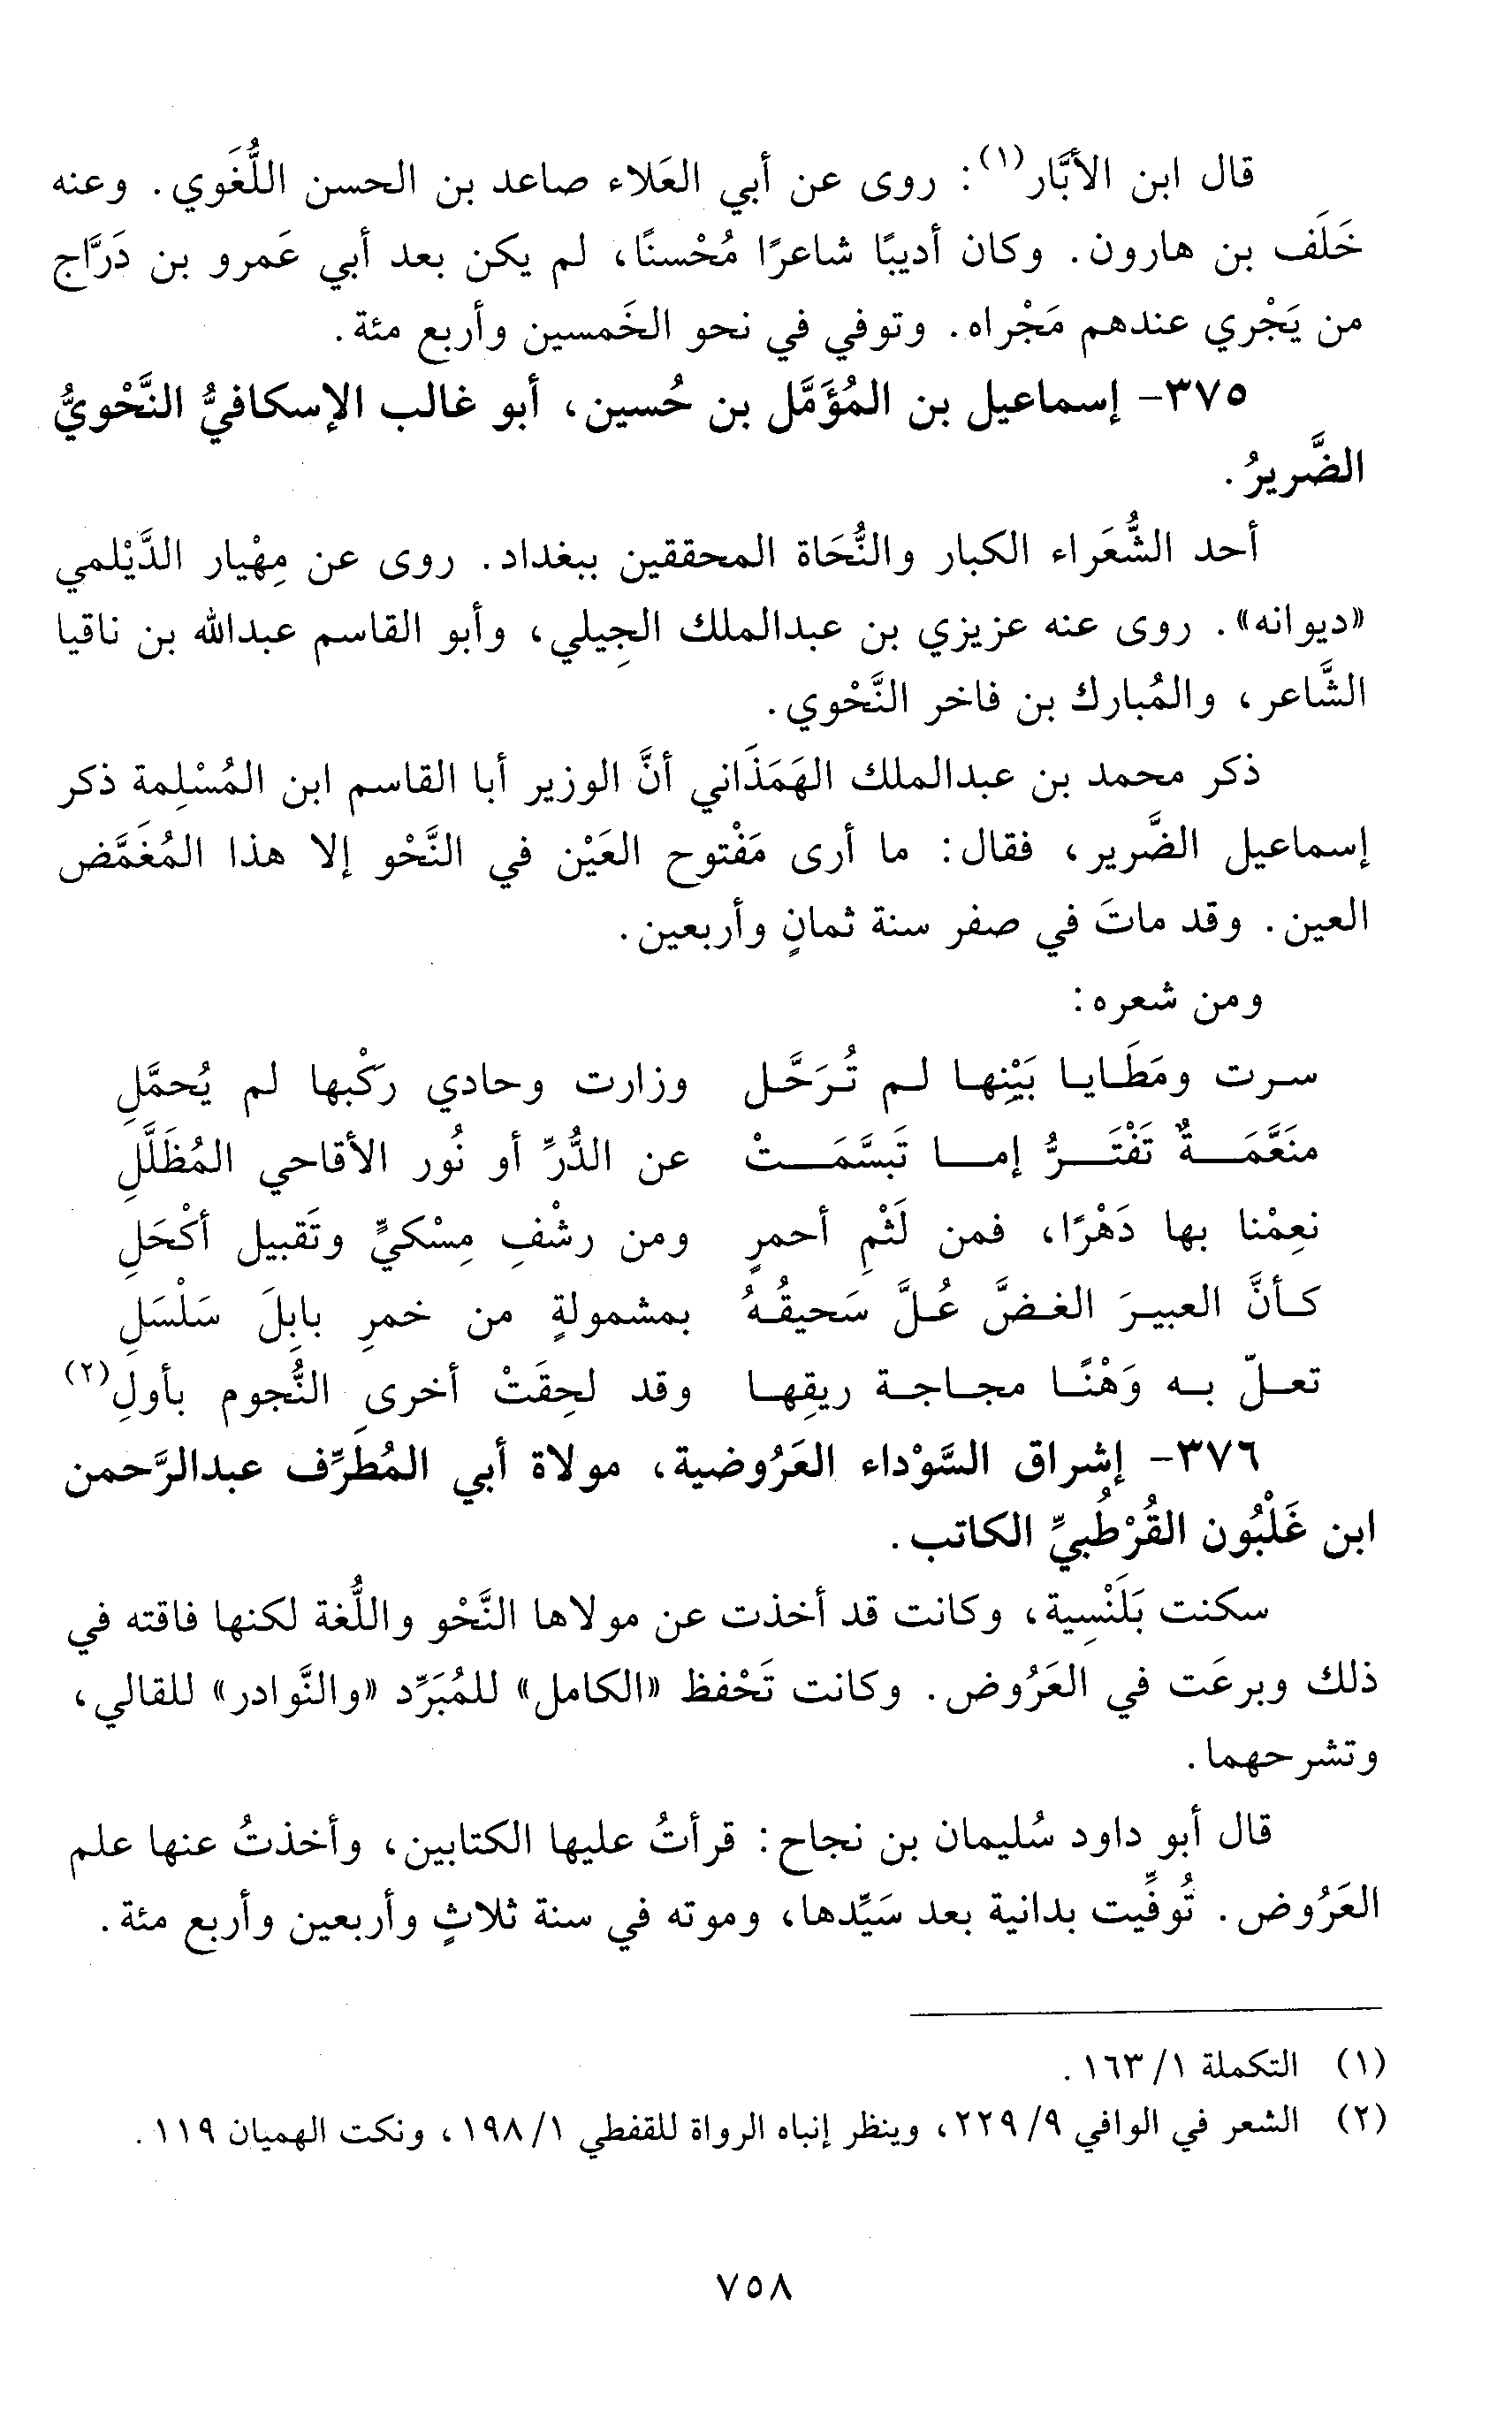 قال ابن الأبَّار(١): روى عن أبي العَلاء صاعد بن الحسن اللُّغَوي. وعنه
خَلَف بن هارون. وكان أديبًا شاعرًا مُحْسنًا، لم يكن بعد أبي عَمرو بن دَرَّاج
من يَجْري عندهم مَجْراه. وتوفي في نحو الخَمسين وأربع مئة.
٣٧٥- إسماعيل بن المُؤَمَّل بن حُسين، أبو غالب الإسكافيُّ النَّحْويُّ
الضَّريرُ.
أحد الشُّعَراء الكبار والنُّحَاة المحققين ببغداد. روى عن مِهْيار الدَّيْلمي
«ديوانه». روى عنه عزيزي بن عبدالملك الجِيلي، وأبو القاسم عبدالله بن ناقيا
الشَّاعر، والمُبارك بن فاخر النَّحْوي.
ذكر محمد بن عبدالملك الهَمَذَاني أنَّ الوزير أبا القاسم ابن المُسْلِمة ذكر
إسماعيل الضَّرير، فقال: ما أرى مَفْتوح العَيْن في النَّحْو إلا هذا المُغَمَّض
العين. وقد ماتَ في صفر سنة ثمانٍ وأربعين.
ومن شعره:
سرت ومَطَايا بَيْنِها لم تُرَحَّل وزارت وحادي ركْبها لم يُحمَّلِ
منَعَّمَةٌ تَفْتَرُّ إما تَبسَّمَتْ عن الدُّرِّ أو نُور الأقاحي المُظَلَّلِ
نعِمْنا بها دَهْرًا، فمن لَثْمِ أحمرٍ ومن رشْفِ مِسْكيٍّ وتَقبيل أكْحَلِ
كأنَّ العبيرَ الغضَّ عُلَّ سَحيقُهُ بمشمولةٍ من خمرِ بابِلَ سَلْسَلِ
تعلّ به وَهْنًا مجاجة ريقِها وقد لحِقَتْ أخرى النُّجوم بأولِ(٢)
٣٧٦- إشراق السَّوْداء العَرُوضية، مولاة أبي المُطَرِّف عبدالرَّحمن
ابن غَلْبُون القُرْطُبيِّ الكاتب.
سكنت بَلَنْسِية، وكانت قد أخذت عن مولاها النَّحْو واللُّغة لكنها فاقته في
ذلك وبرعَت في العَرُوض. وكانت تَحْفظ «الكامل» للمُبَرِّد «والنَّوادر» للقالي،
وتشرحهما.
قال أبو داود سُليمان بن نجاح: قرأتُ عليها الكتابين، وأخذتُ عنها علم
العَرُوض. تُوفِّيت بدانية بعد سَيِّدها، وموته في سنة ثلاثٍ وأربعين وأربع مئة.
(١) التكملة ١/ ١٦٣.
(٢) الشعر في الوافي ٩/ ٢٢٩، وينظر إنباه الرواة للقفطي ١/ ١٩٨، ونكت الهميان ١١٩.
٧٥٨